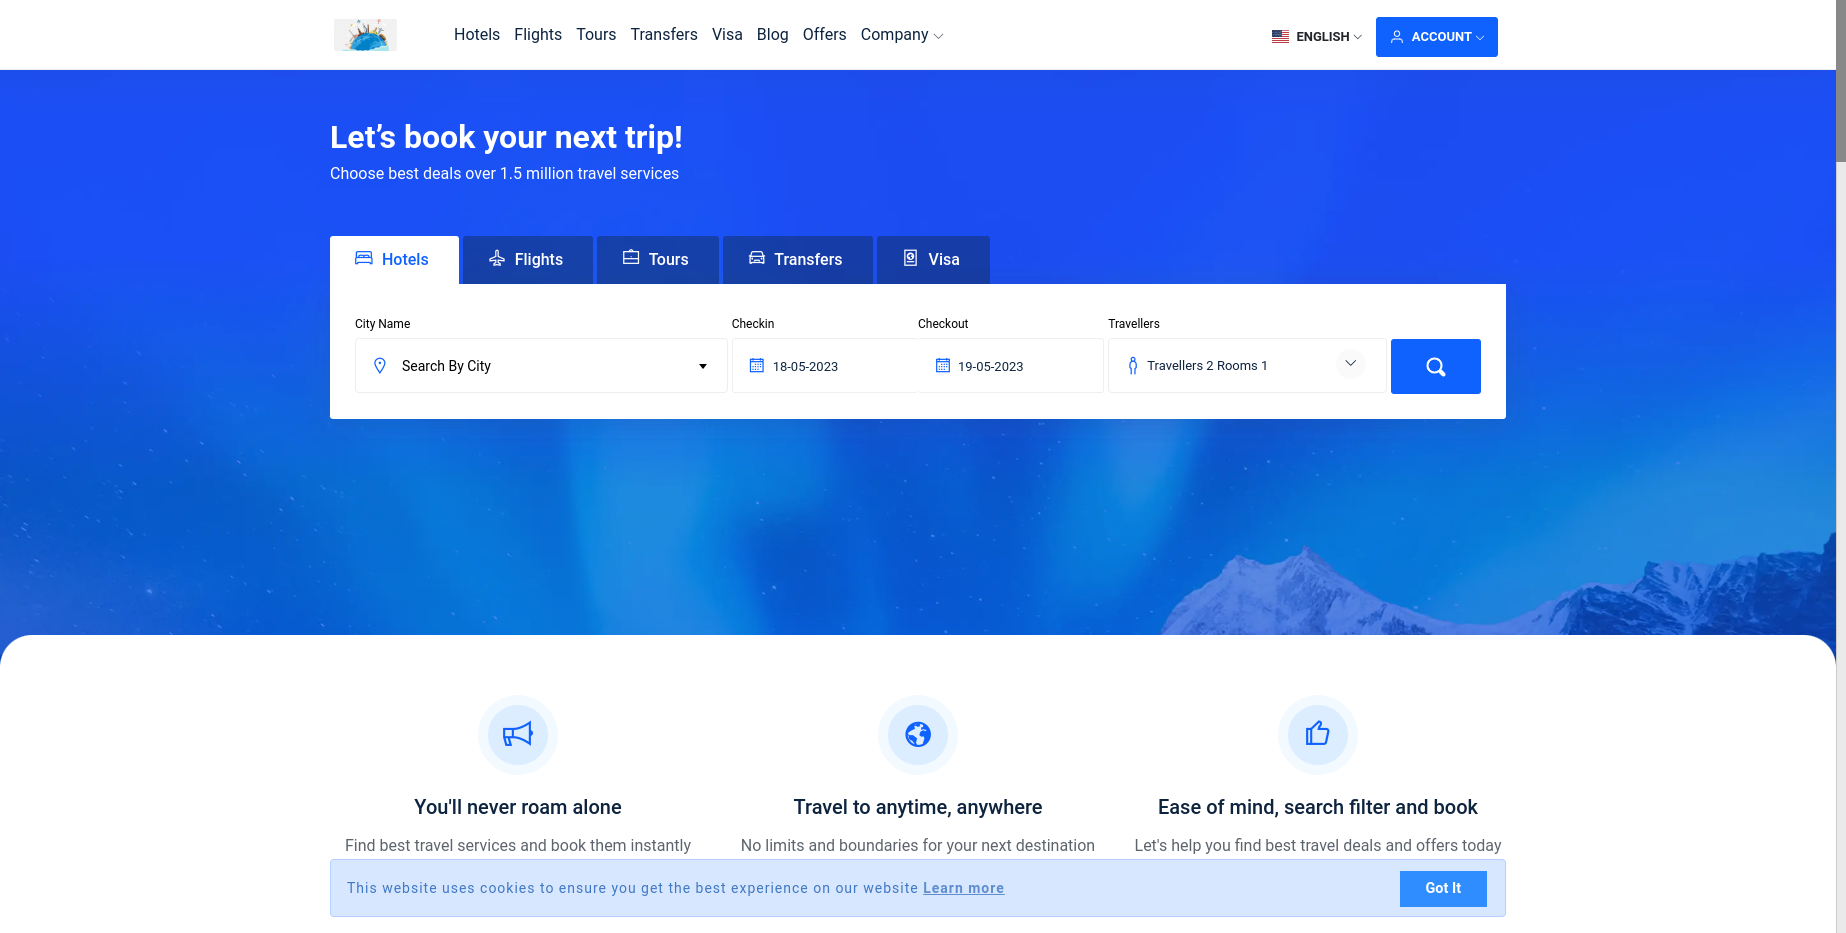 Hotels Flights Tours Transfers Visa Blog Offers Company ENGLISH ACCOUNT
Let’s book your next trip!
Choose best deals over 1.5 million travel services
Hotels Flights Tours Transfers Visa
City Name Checkin Checkout Travellers
Search By City 18-05-2023 19-05-2023 Travellers 2 Rooms 1
You'll never roam alone Travel to anytime, anywhere Ease of mind, search filter and book
Find best travel services and book them instantly No limits and boundaries for your next destination Let's help you find best travel deals and offers today
This website uses cookies to ensure you get the best experience on our website Learn more Got It